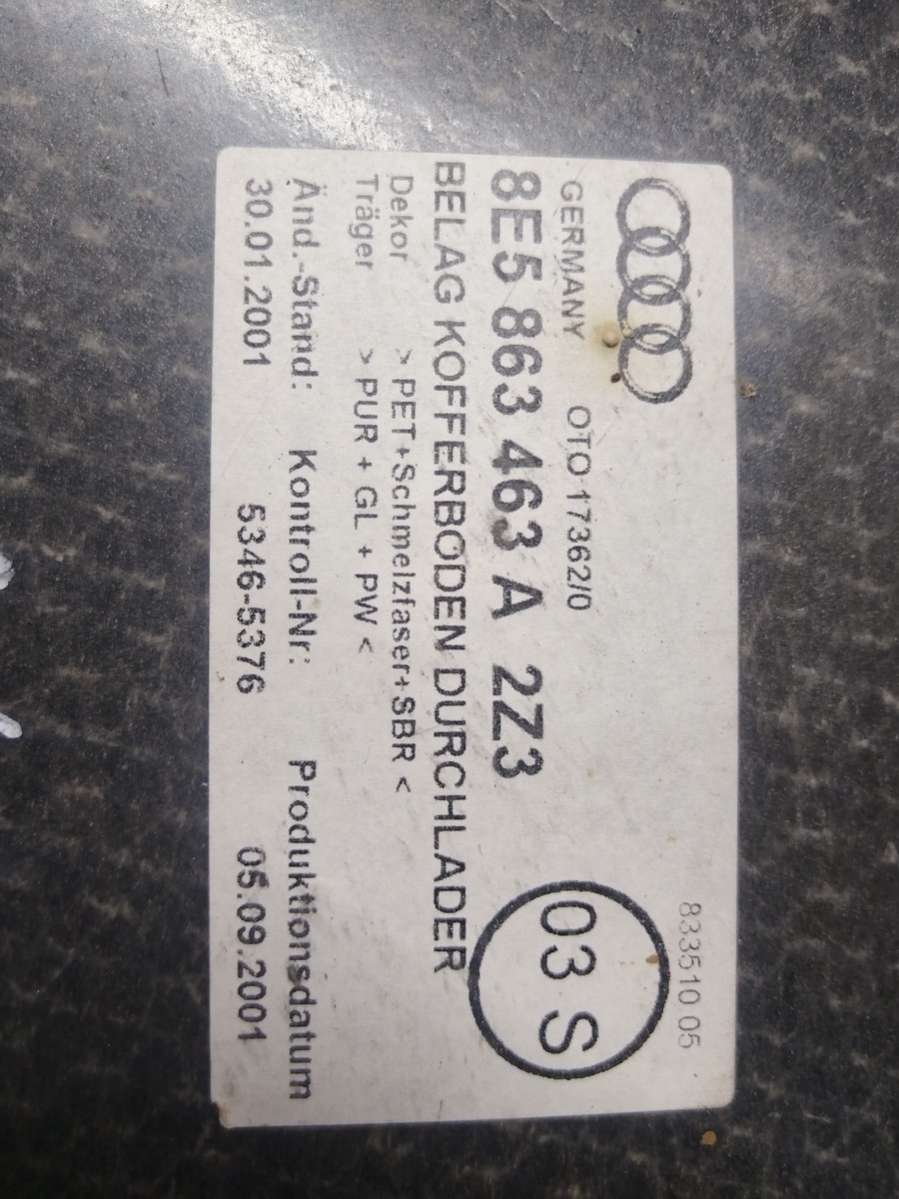 833510 05
GERMANY OTO 17362/0
8E5 863 463 A 2Z3
03 S
BELAG KOFFERBODEN DURCHLADER
Dekor > PET+Schmelzfaser+SBR <
Träger > PUR + GL + PW <
Änd.-Stand: Kontroll-Nr: Produktionsdatum
30.01.2001 5346-5376 05.09.2001